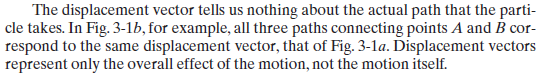 The displacement vector tells us nothing about the actual path that the parti-
cle takes. In Fig. 3-1b, for example, all three paths connecting points A and B cor-
respond to the same displacement vector, that of Fig. 3-1a. Displacement vectors
represent only the overall effect of the motion, not the motion itself.